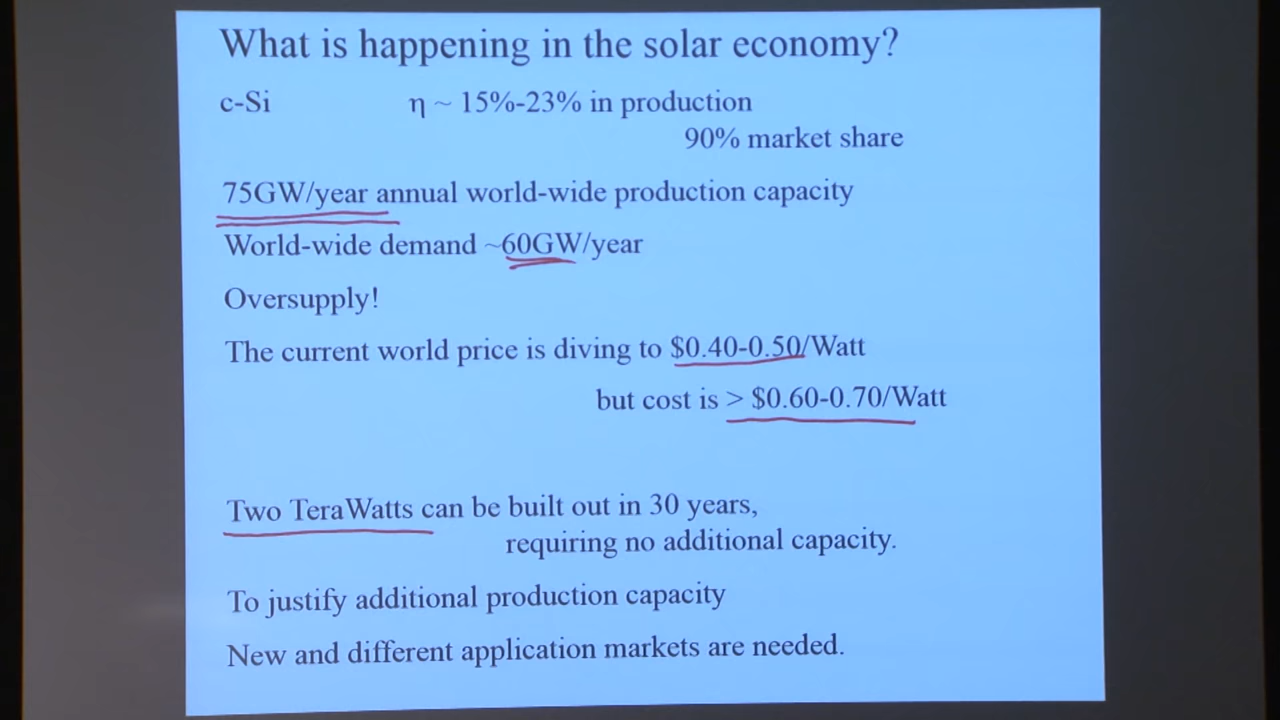 What is happening in the solar economy?
c-Si η ~ 15%-23% in production
90% market share
75GW/year annual world-wide production capacity
World-wide demand ~60GW/year
Oversupply!
The current world price is diving to $0.40-0.50/Watt
but cost is > $0.60-0.70/Watt
Two TeraWatts can be built out in 30 years,
requiring no additional capacity.
To justify additional production capacity
New and different application markets are needed.